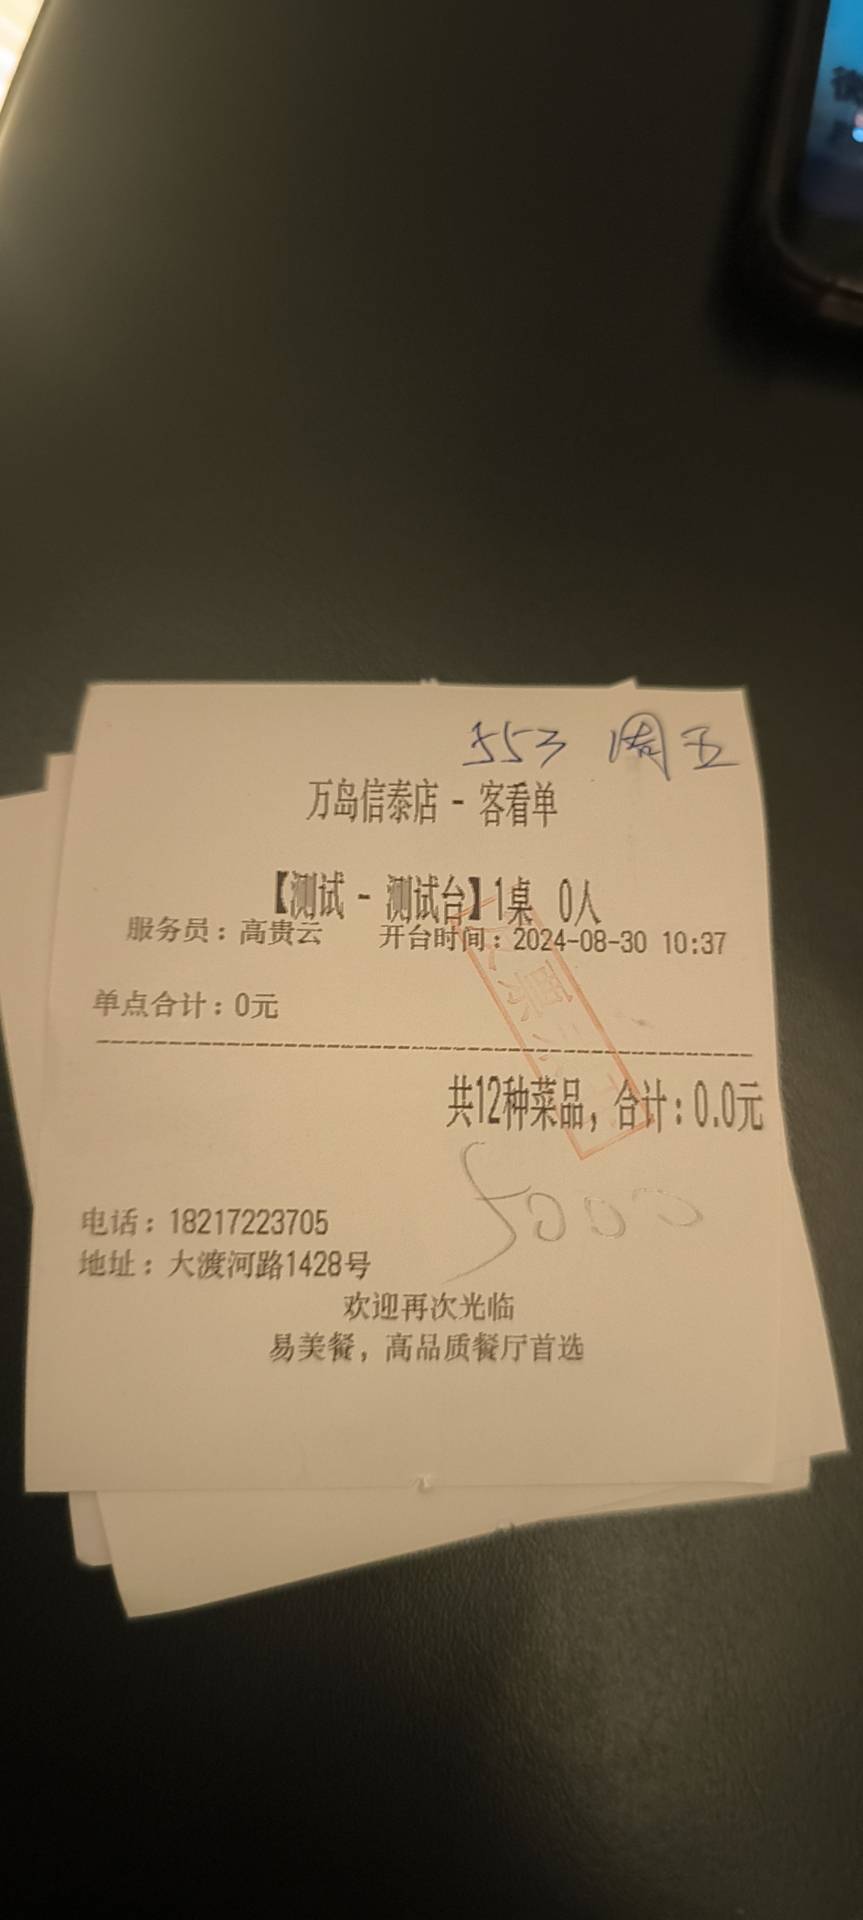 553 周五
万岛信泰店 - 客看单
【测试 - 测试台】1桌 0人
服务员：高贵云 开台时间：2024-08-30 10:37
单点合计：0元
共12种菜品，合计：0.0元
5000
电话：18217223705
地址：大渡河路1428号
欢迎再次光临
易美餐，高品质餐厅首选